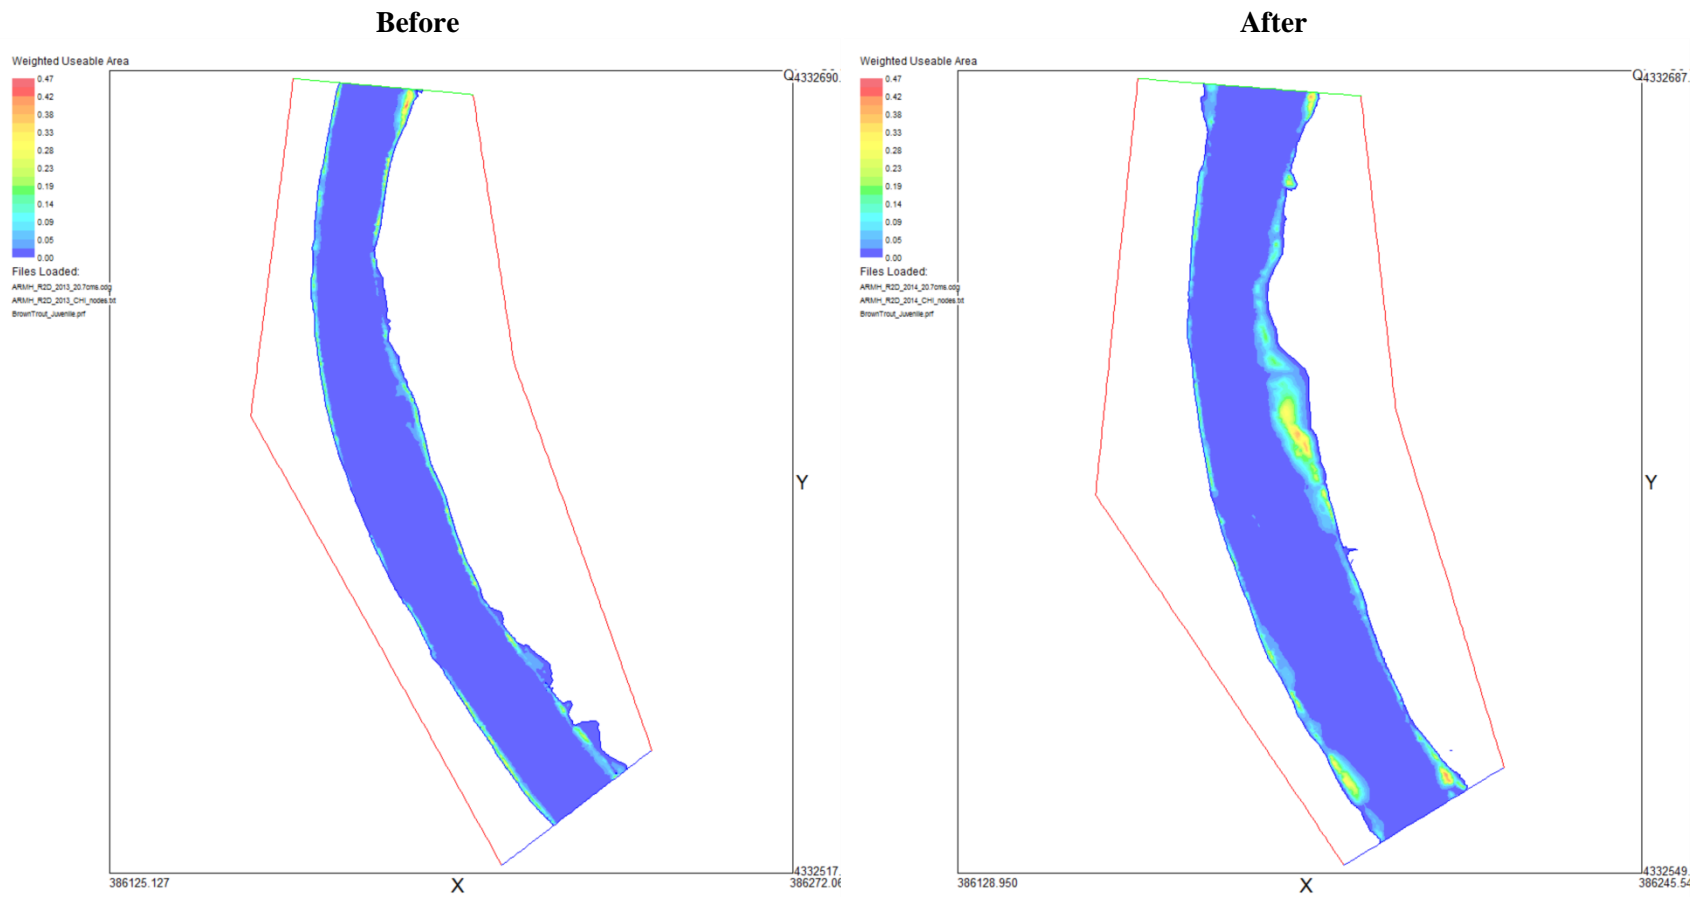 Before
After
Weighted Useable Area
0.47
0.42
0.38
0.33
0.28
0.23
0.19
0.14
0.09
0.05
0.00
Files Loaded:
ARMH_R2D_2013_20.7cms.cdg
ARMH_R2D_2013_CHI_nodes.txt
BrownTrout_Juvenile.prf
4332690.
Y
4332517.
386125.127
X
386272.06
Weighted Useable Area
0.47
0.42
0.38
0.33
0.28
0.23
0.19
0.14
0.09
0.05
0.00
Files Loaded:
ARMH_R2D_2014_20.7cms.cdg
ARMH_R2D_2014_CHI_nodes.txt
BrownTrout_Juvenile.prf
4332687.
Y
4332549.
386128.950
X
386245.54